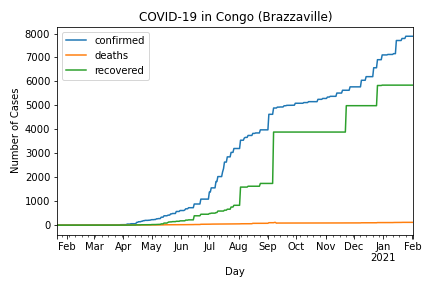 COVID-19 in Congo (Brazzaville)
confirmed
deaths
recovered
Number of Cases
8000
7000
6000
5000
4000
3000
2000
1000
0
Feb Mar Apr May Jun Jul Aug Sep Oct Nov Dec Jan Feb
2021
Day